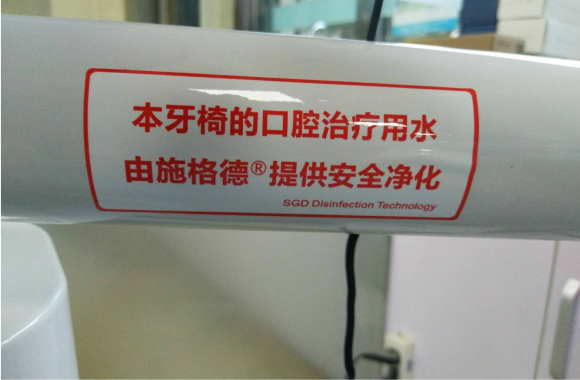 本牙椅的口腔治疗用水
由施格德®提供安全净化
SGD Disinfection Technology